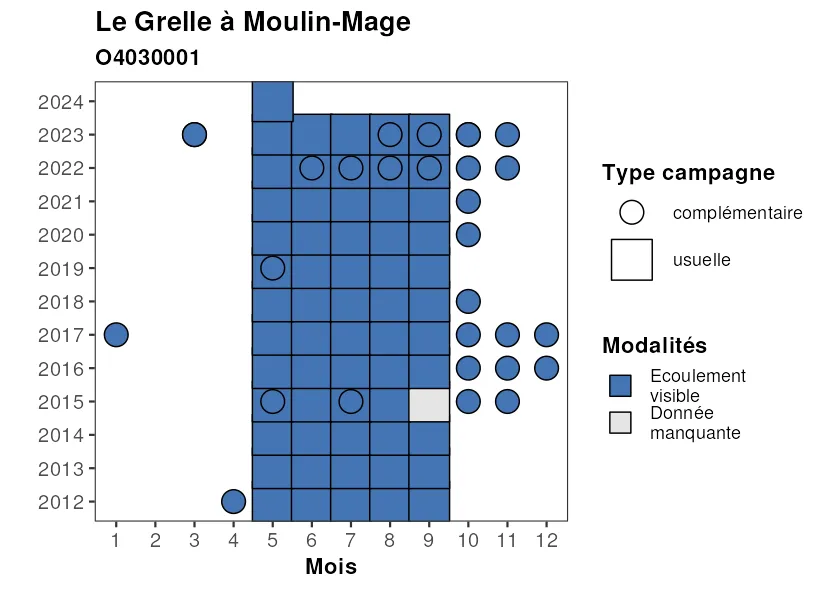 Le Grelle à Moulin-Mage
O4030001
2024
2023
2022
2021
2020
2019
2018
2017
2016
2015
2014
2013
2012
1 2 3 4 5 6 7 8 9 10 11 12
Mois
Type campagne
complémentaire
usuelle
Modalités
Ecoulement
visible
Donnée
manquante